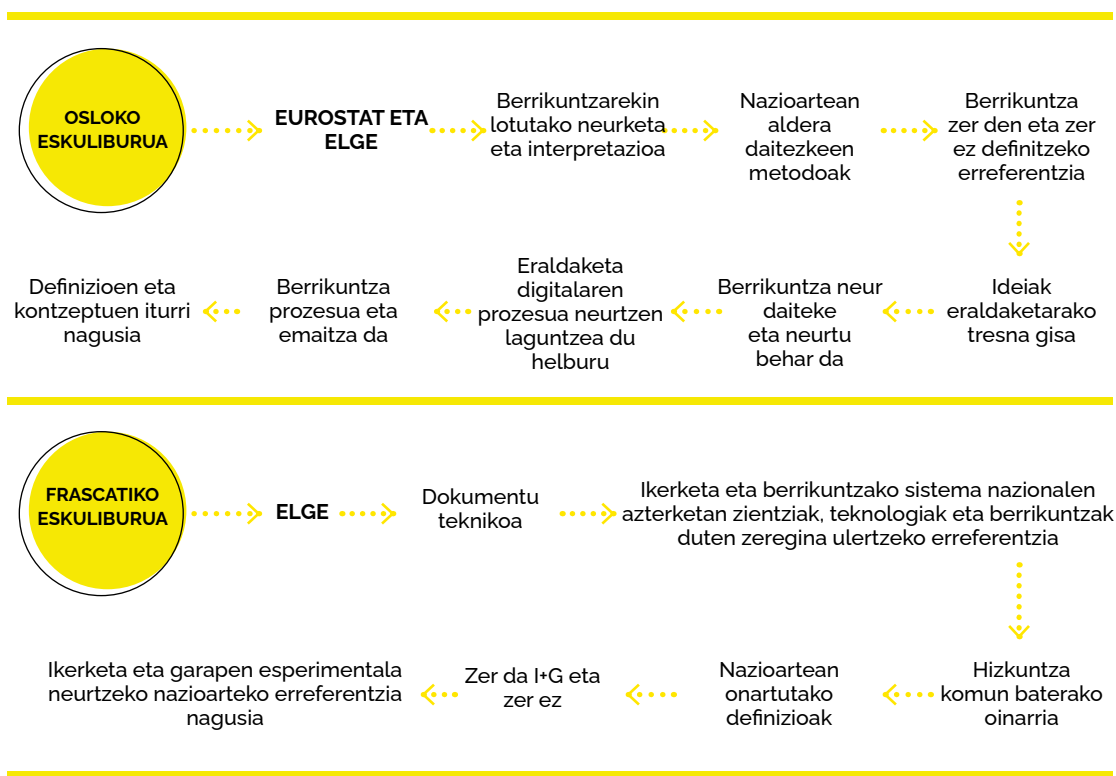 OSLOKO
ESKULIBURUA
EUROSTAT ETA
ELGE
Berrikuntzarekin
lotutako neurketa
eta interpretazioa
Nazioartean
aldera
daitezkeen
metodoak
Berrikuntza
zer den eta zer
ez definitzeko
erreferentzia
Ideiak
eraldaketarako
tresna gisa
Berrikuntza neur
daiteke
eta neurtu
behar da
Eraldaketa
digitalaren
prozesua neurtzen
laguntzea du
helburu
Berrikuntza
prozesua eta
emaitza da
Definizioen eta
kontzeptuen iturri
nagusia
FRASCATIKO
ESKULIBURUA
ELGE
Dokumentu
teknikoa
Ikerketa eta berrikuntzako sistema nazionalen
azterketan zientziak, teknologiak eta berrikuntzak
duten zeregina ulertzeko erreferentzia
Hizkuntza
komun baterako
oinarria
Nazioartean
onartutako
definizioak
Zer da I+G eta
zer ez
Ikerketa eta garapen esperimentala
neurtzeko nazioarteko erreferentzia
nagusia